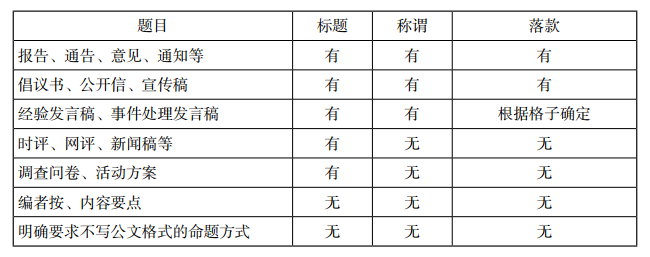 题目 标题 称谓 落款
报告、通告、意见、通知等 有 有 有
倡议书、公开信、宣传稿 有 有 有
经验发言稿、事件处理发言稿 有 有 根据格子确定
时评、网评、新闻稿等 有 无 无
调查问卷、活动方案 有 无 无
编者按、内容要点 无 无 无
明确要求不写公文格式的命题方式 无 无 无